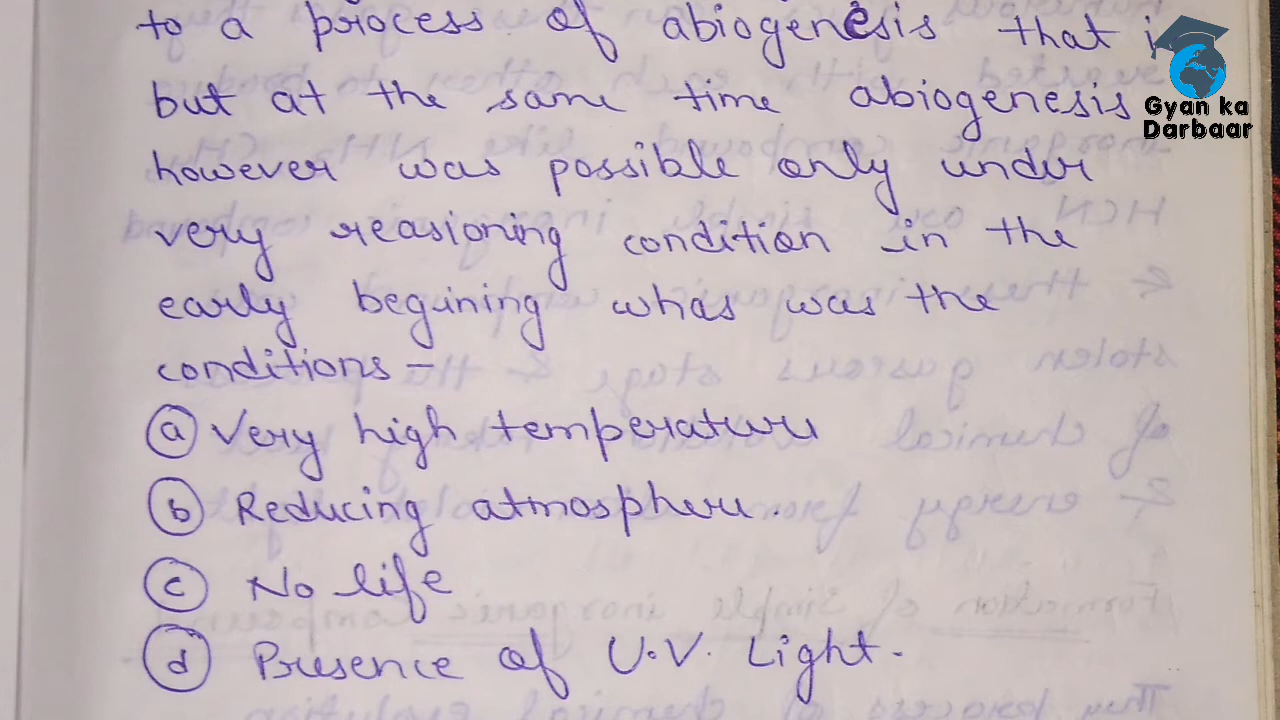 to a process of abiogenesis that i
but at the same time abiogenesis
however was possible only under
very reasioning condition in the
early begining whas was the
conditions -
(a) Very high temperature
(b) Reducing atmosphere.
(c) No life
(d) Presence of U.V. Light.
Gyan ka
Darbaar